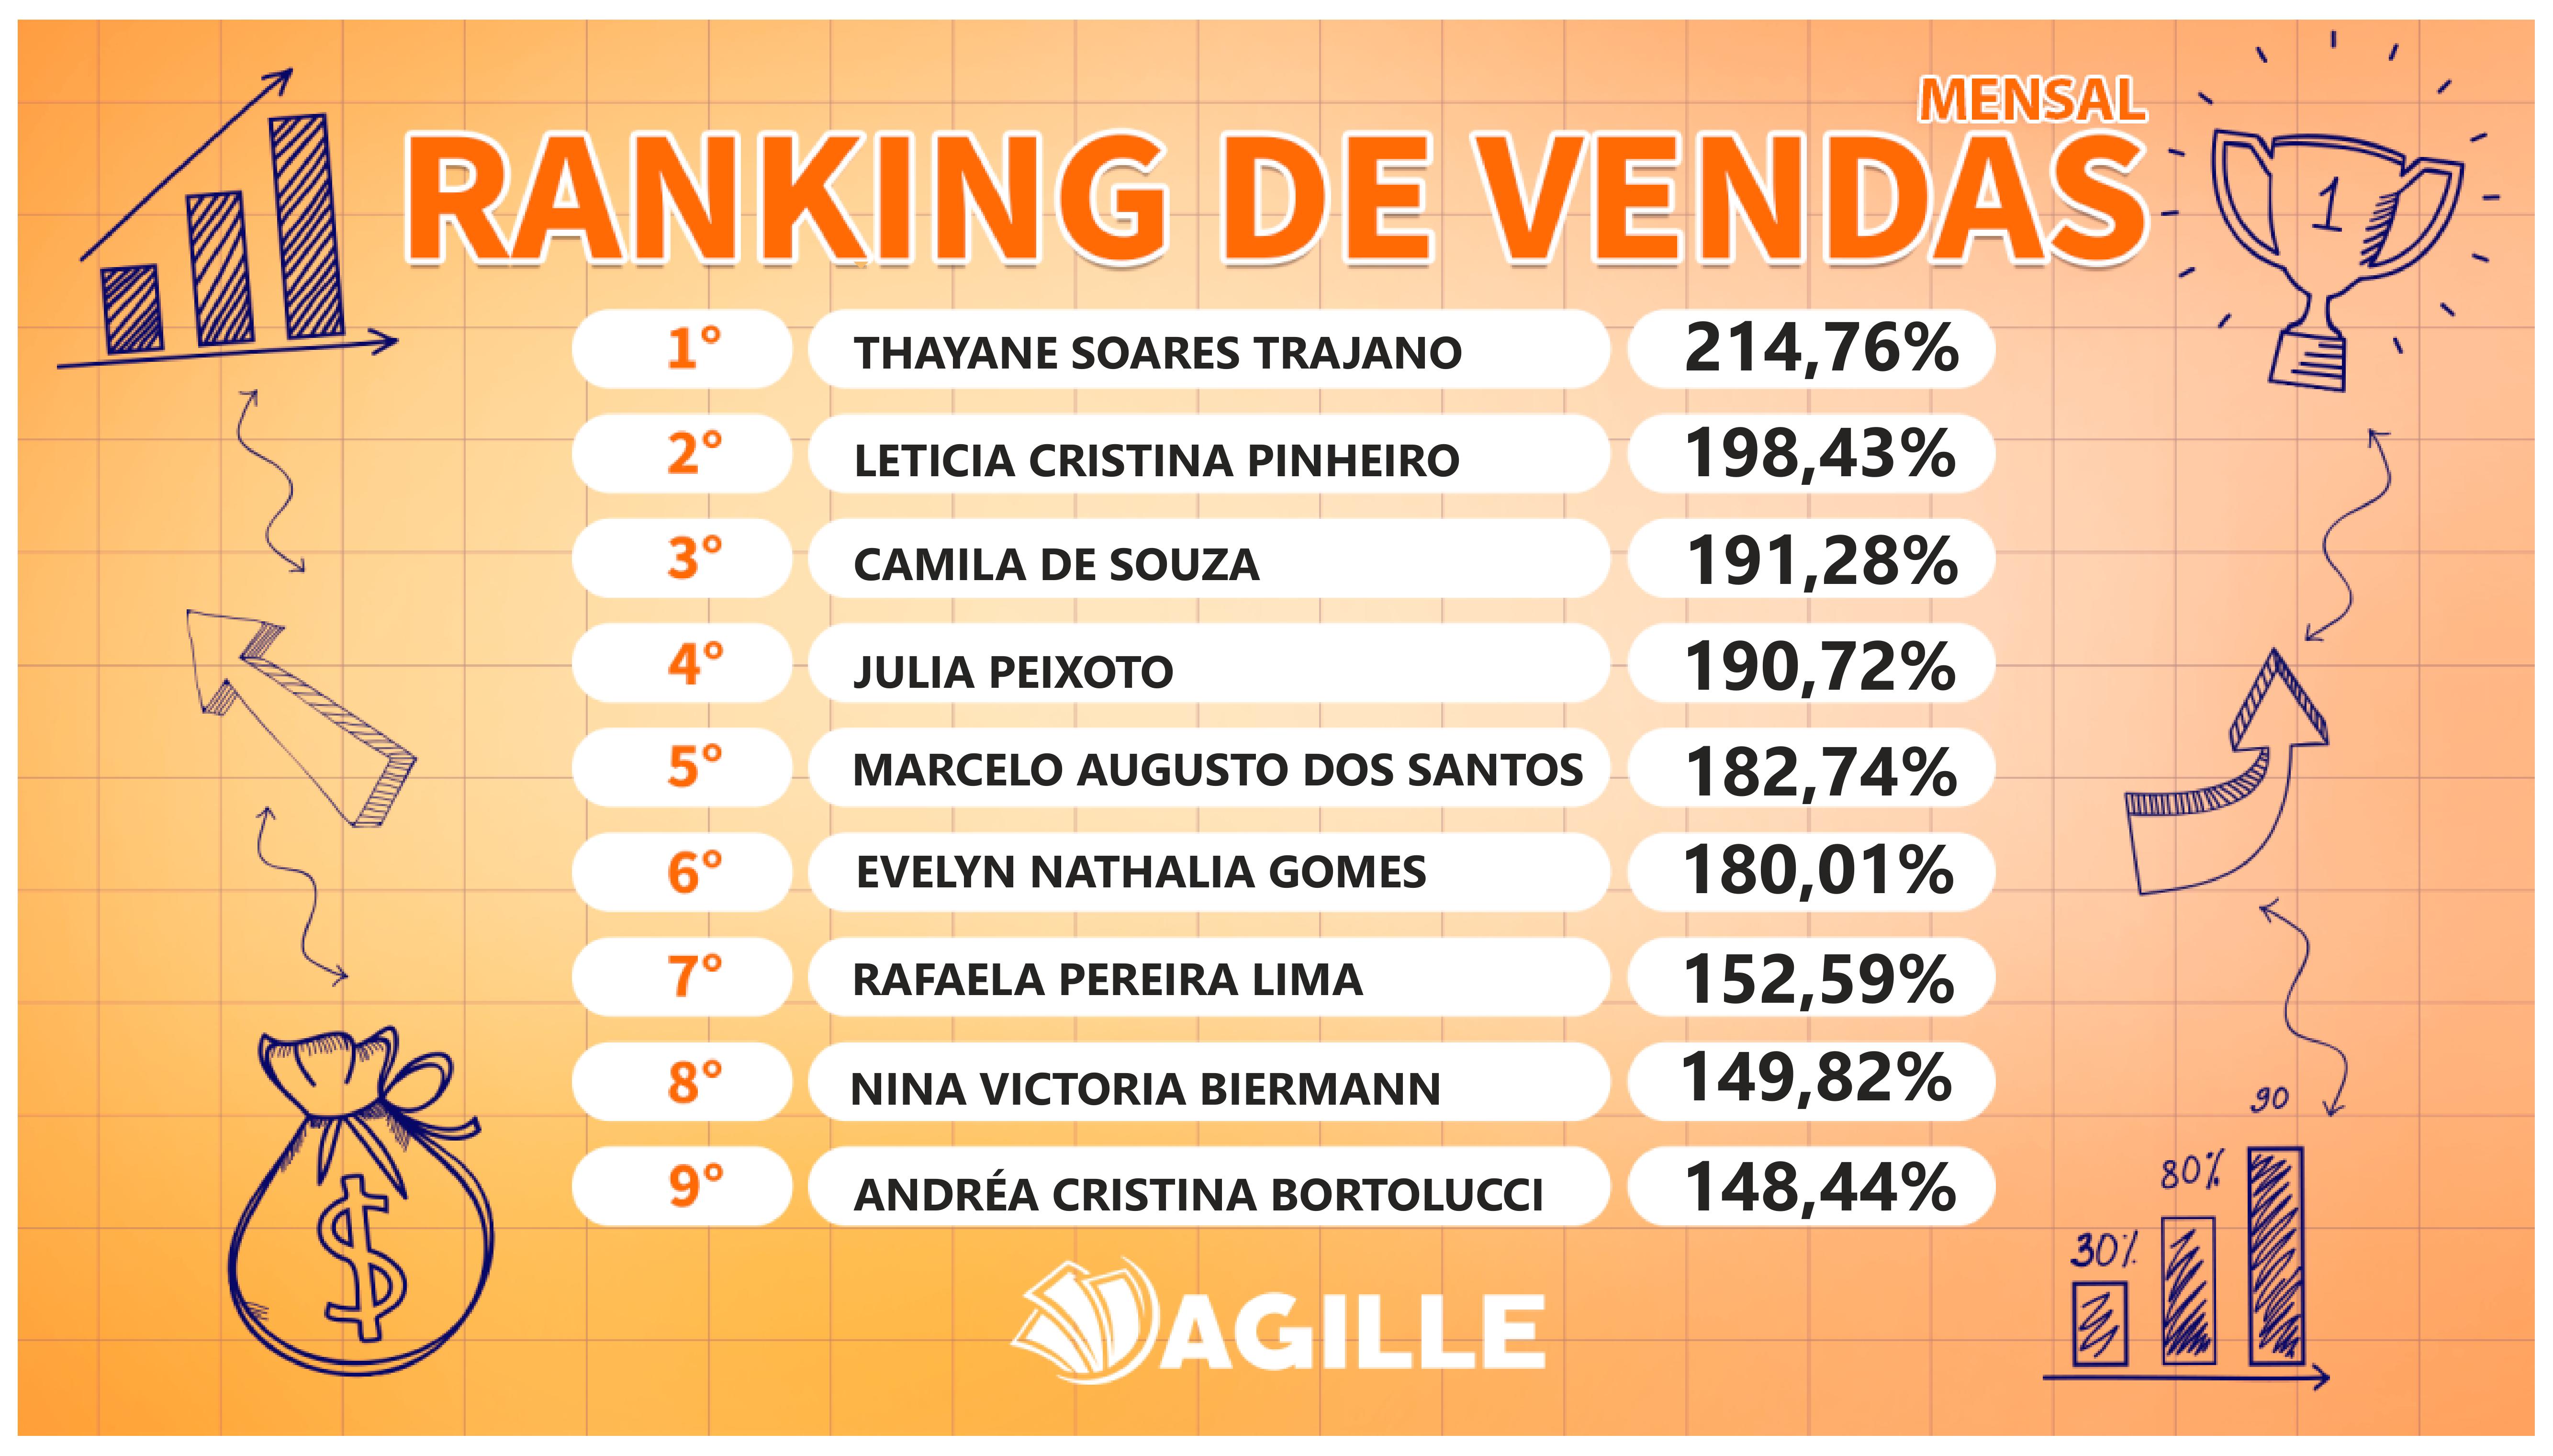 MENSAL
RANKING DE VENDAS
1
1° THAYANE SOARES TRAJANO 214,76%
2° LETICIA CRISTINA PINHEIRO 198,43%
3° CAMILA DE SOUZA 191,28%
4° JULIA PEIXOTO 190,72%
5° MARCELO AUGUSTO DOS SANTOS 182,74%
6° EVELYN NATHALIA GOMES 180,01%
7° RAFAELA PEREIRA LIMA 152,59%
8° NINA VICTORIA BIERMANN 149,82%
9° ANDRÉA CRISTINA BORTOLUCCI 148,44%
90
80%
30%
$
AGILLE